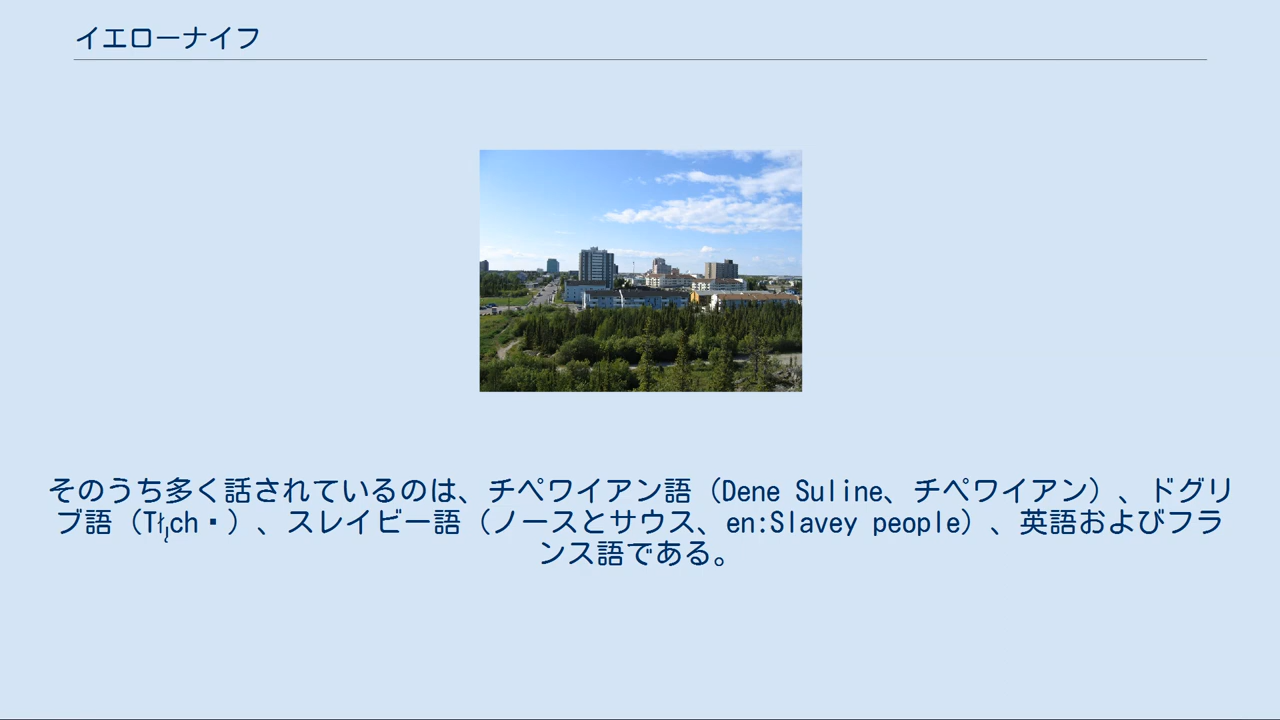 イエローナイフ
そのうち多く話されているのは、チペワイアン語（Dene Suline、チペワイアン）、ドグリ
ブ語（Tłįch▪）、スレイビー語（ノースとサウス、en:Slavey people）、英語およびフラ
ンス語である。